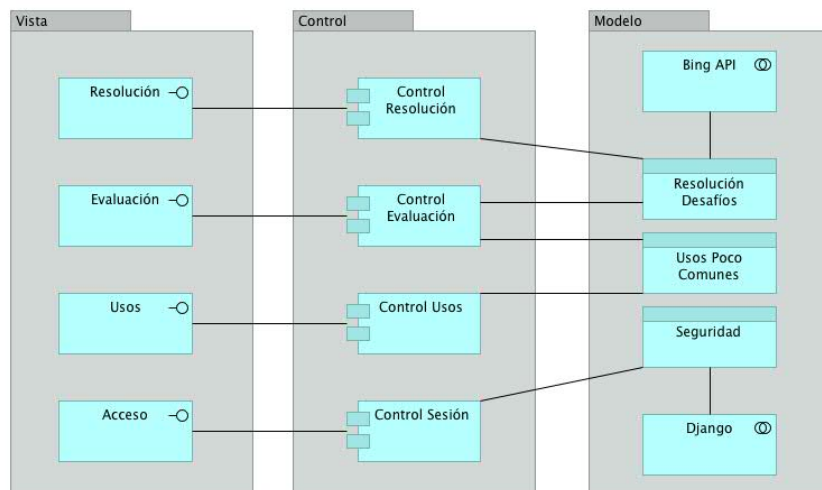 Vista
Resolución
Evaluación
Usos
Acceso
Control
Control
Resolución
Control
Evaluación
Control Usos
Control Sesión
Modelo
Bing API
Resolución
Desafíos
Usos Poco
Comunes
Seguridad
Django